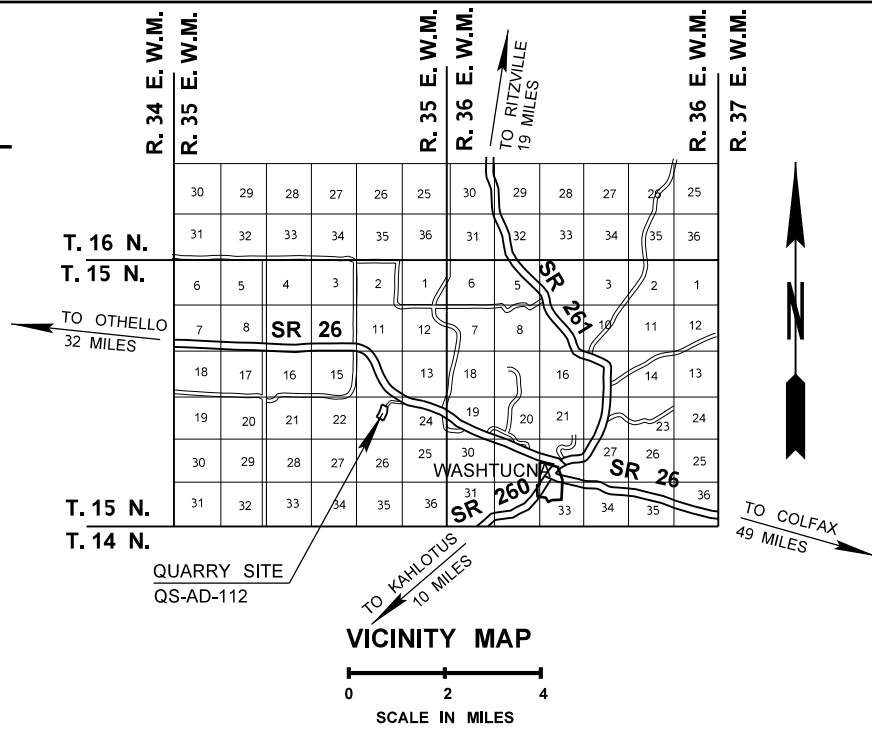 R. 34 E. W.M.
R. 35 E. W.M.
R. 35 E. W.M.
R. 36 E. W.M.
R. 36 E. W.M.
R. 37 E. W.M.
TO RITZVILLE
19 MILES
30 29 28 27 26 25 30 29 28 27 26 25
31 32 33 34 35 36 31 32 33 34 35 36
T. 16 N.
T. 15 N.
6 5 4 3 2 1 6 5 3 2 1
SR 261
TO OTHELLO
32 MILES
7 8 SR 26 11 12 7 8 10 11 12
18 17 16 15 13 18 16 14 13
19 20 21 22 24 19 20 21 23 24
30 29 28 27 26 25 30 27 26 25
WASHTUCNA
SR 26
31 32 33 34 35 36 31 33 34 35 36
SR 260
T. 15 N.
T. 14 N.
TO COLFAX
49 MILES
QUARRY SITE
QS-AD-112
TO KAHLOTUS
10 MILES
N
VICINITY MAP
0 2 4
SCALE IN MILES